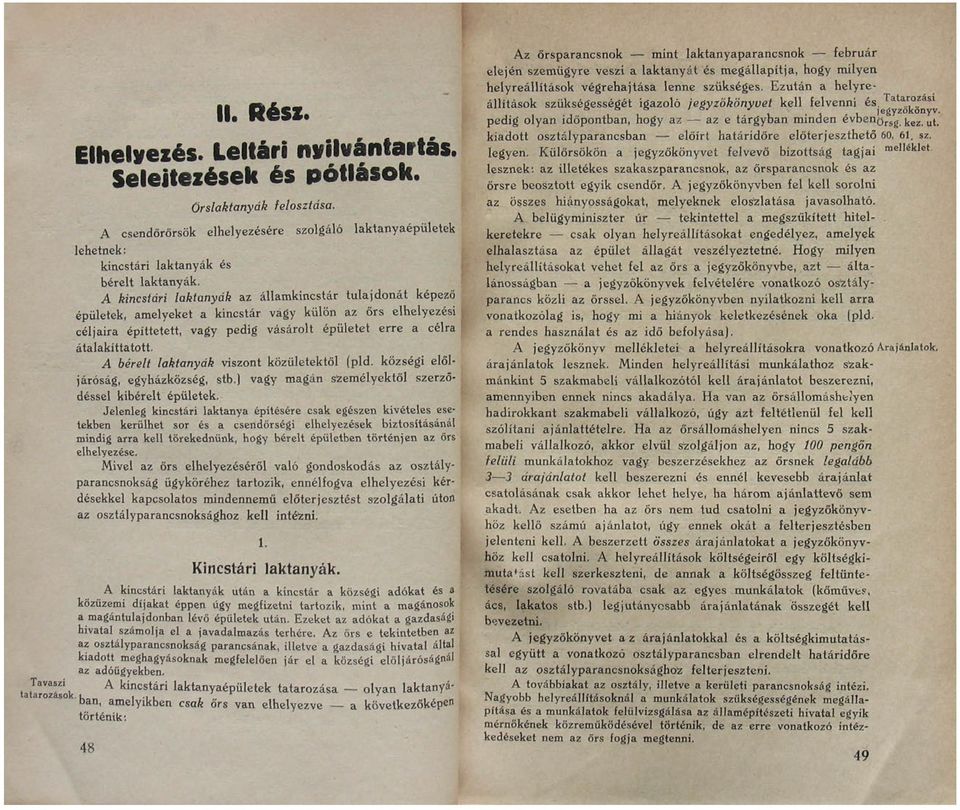 II. Rész.
Elhelyezés. Leltári nyilvántartás.
Selejtezések és pótlások.
Őrslaktanyák felosztása.
A csendőrőrsök elhelyezésére szolgáló laktanyaépületek
lehetnek:
kincstári laktanyák és
bérelt laktanyák.
A kincstári laktanyák az államkincstár tulajdonát képező
épületek, amelyeket a kincstár vagy külön az őrs elhelyezési
céljaira építtetett, vagy pedig vásárolt épületet erre a célra
átalakíttatott.
A bérelt laktanyák viszont közületektől (pld. községi elől-
járóság, egyházközség, stb.) vagy magán személyektől szerző-
déssel kibérelt épületek.
Jelenleg kincstári laktanya építésére csak egészen kivételes ese-
tekben kerülhet sor és a csendőrségi elhelyezések biztosításánál
mindig arra kell törekednünk, hogy bérelt épületben történjen az őrs
elhelyezése.
Mivel az őrs elhelyezéséről való gondoskodás az osztály-
parancsnokság ügyköréhez tartozik, ennélfogva elhelyezési kér-
désekkel kapcsolatos mindennemű előterjesztést szolgálati úton
az osztályparancsnoksághoz kell intézni.
1.
Kincstári laktanyák.
A kincstári laktanyák után a kincstár a községi adókat és a
közüzemi díjakat éppen úgy megfizetni tartozik, mint a magánosok
a magántulajdonban lévő épületek után. Ezeket az adókat a gazdasági
hivatal számolja el a javadalmazás terhére. Az őrs e tekintetben az
az osztályparancsnokság parancsának, illetve a gazdasági hivatal által
kiadott meghagyásoknak megfelelően jár el a községi elöljáróságnál
az adóügyekben.
Tavaszi
tatarozások.
A kincstári laktanyaépületek tatarozása — olyan laktanyá-
ban, amelyikben csak őrs van elhelyezve — a következőképen
történik:
48
Az őrsparancsnok — mint laktanyaparancsnok — február
elején szemügyre veszi a laktanyát és megállapítja, hogy milyen
helyreállítások végrehajtása lenne szükséges. Ezután a helyre-
állítások szükségességét igazoló jegyzőkönyvet kell felvenni és
pedig olyan időpontban, hogy az — az e tárgyban minden évben
kiadott osztályparancsban — előírt határidőre előterjeszthető
legyen. Külőrsökön a jegyzőkönyvet felvevő bizottság tagjai
Tatarozási
jegyzőkönyv.
Örsg. kez. ut.
60, 61, sz.
melléklet
lesznek: az illetékes szakaszparancsnok, az őrsparancsnok és az
őrsre beosztott egyik csendőr. A jegyzőkönyvben fel kell sorolni
az összes hiányosságokat, melyeknek eloszlatása javasolható.
A belügyminiszter úr — tekintettel a megszűkített hitel-
keretekre — csak olyan helyreállításokat engedélyez, amelyek
elhalasztása az épület állagát veszélyeztetné. Hogy milyen
helyreállításokat vehet fel az őrs a jegyzőkönyvbe, azt — álta-
lánosságban — a jegyzőkönyvek felvételére vonatkozó osztály-
parancs közli az őrssel. A jegyzőkönyvben nyilatkozni kell arra
vonatkozólag is, hogy mi a hiányok keletkezésének oka (pld.
a rendes használat és az idő befolyása).
A jegyzőkönyv mellékletei a helyreállításokra vonatkozó
Árajánlatok.
árajánlatok lesznek. Minden helyreállítási munkálathoz szak-
mánkint 5 szakmabeli vállalkozótól kell árajánlatot beszerezni,
amennyiben ennek nincs akadálya. Ha van az őrsállomáshelyen
hadirokkant szakmabeli vállalkozó, úgy azt feltétlenül fel kell
szólítani ajánlattételre. Ha az őrsállomáshelyen nincs 5 szak-
mabeli vállalkozó, akkor elvül szolgáljon az, hogy 100 pengőn
felüli munkálatokhoz vagy beszerzésekhez az őrsnek legalább
3—3 árajánlatot kell beszerezni és ennél kevesebb árajánlat
csatolásának csak akkor lehet helye, ha három ajánlattevő sem
akadt. Az esetben ha az őrs nem tud csatolni a jegyzőkönyv-
höz kellő számú ajánlatot, úgy ennek okát a felterjesztésben
jelenteni kell. A beszerzett összes árajánlatokat a jegyzőkönyv-
höz kell csatolni. A helyreállítások költségeiről egy költségki-
mutatást kell szerkeszteni, de annak a költségösszeg feltünte-
tésére szolgáló rovatába csak az egyes munkálatok (kőműves,
ács, lakatos stb.) legjutányosabb árajánlatának összegét kell
bevezetni.
A jegyzőkönyvet a z árajánlatokkal és a költségkimutatás-
sal együtt a vonatkozó osztályparancsban elrendelt határidőre
kell az osztályparancsnoksághoz felterjeszteni.
A továbbiakat az osztály, illetve a kerületi parancsnokság intézi.
Nagyobb helyreállításoknál a munkálatok szükségességének megálla-
pítása és a munkálatok felülvizsgálása az államépítészeti hivatal egyik
mérnökének közreműködésével történik, de az erre vonatkozó intéz-
kedéseket nem az őrs fogja megtenni.
49